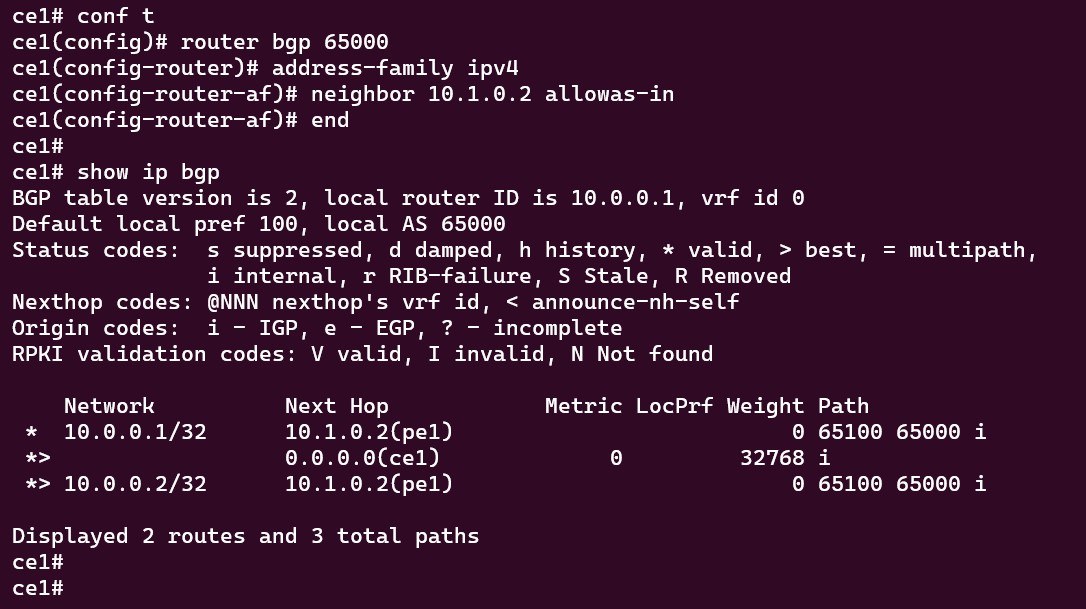 ce1# conf t
ce1(config)# router bgp 65000
ce1(config-router)# address-family ipv4
ce1(config-router-af)# neighbor 10.1.0.2 allowas-in
ce1(config-router-af)# end
ce1#
ce1# show ip bgp
BGP table version is 2, local router ID is 10.0.0.1, vrf id 0
Default local pref 100, local AS 65000
Status codes:  s suppressed, d damped, h history, * valid, > best, = multipath,
               i internal, r RIB-failure, S Stale, R Removed
Nexthop codes: @NNN nexthop's vrf id, < announce-nh-self
Origin codes:  i - IGP, e - EGP, ? - incomplete
RPKI validation codes: V valid, I invalid, N Not found

    Network          Next Hop            Metric LocPrf Weight Path
 *  10.0.0.1/32      10.1.0.2(pe1)                          0 65100 65000 i
 *>                  0.0.0.0(ce1)             0         32768 i
 *> 10.0.0.2/32      10.1.0.2(pe1)                          0 65100 65000 i

Displayed 2 routes and 3 total paths
ce1#
ce1#